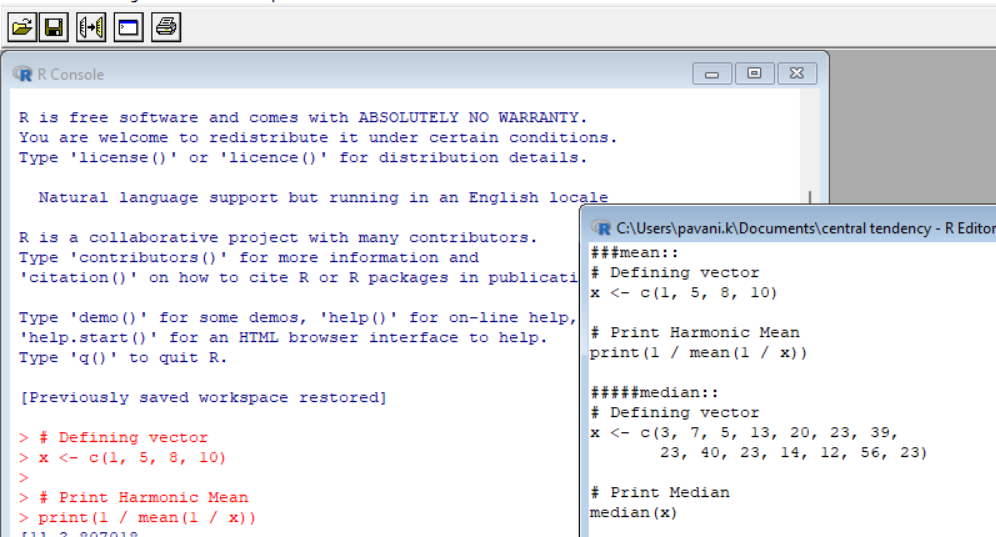 R Console
R is free software and comes with ABSOLUTELY NO WARRANTY.
You are welcome to redistribute it under certain conditions.
Type 'license()' or 'licence()' for distribution details.
Natural language support but running in an English locale
R is a collaborative project with many contributors.
Type 'contributors()' for more information and
'citation()' on how to cite R or R packages in publicati
Type 'demo()' for some demos, 'help()' for on-line help,
'help.start()' for an HTML browser interface to help.
Type 'q()' to quit R.
[Previously saved workspace restored]
> # Defining vector
> x <- c(1, 5, 8, 10)
>
> # Print Harmonic Mean
> print(1 / mean(1 / x))
C:\Users\pavani.k\Documents\central tendency - R Editor
###mean::
# Defining vector
x <- c(1, 5, 8, 10)
# Print Harmonic Mean
print(1 / mean(1 / x))
#####median::
# Defining vector
x <- c(3, 7, 5, 13, 20, 23, 39,
23, 40, 23, 14, 12, 56, 23)
# Print Median
median(x)